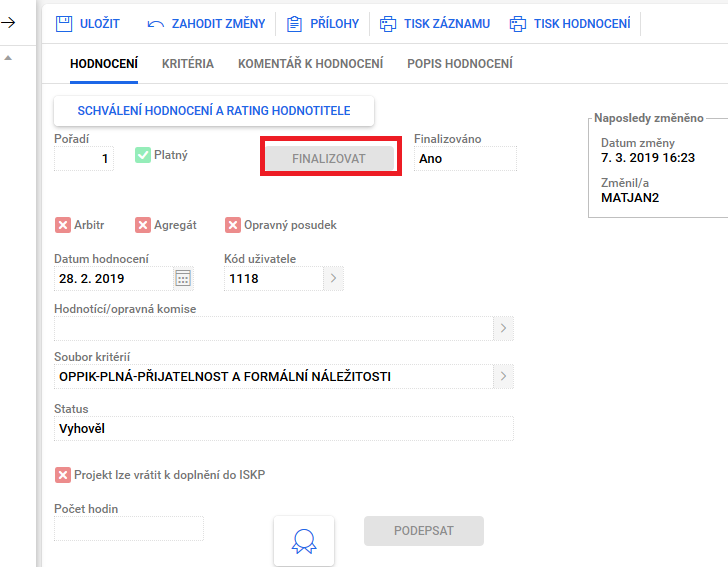 ULOŽIT
ZAHODIT ZMĚNY
PŘÍLOHY
TISK ZÁZNAMU
TISK HODNOCENÍ
HODNOCENÍ
KRITÉRIA
KOMENTÁŘ K HODNOCENÍ
POPIS HODNOCENÍ
SCHVÁLENÍ HODNOCENÍ A RATING HODNOTITELE
Pořadí
1
Platný
FINALIZOVAT
Finalizováno
Ano
Naposledy změněno
Datum změny
7. 3. 2019 16:23
Změnil/a
MATJAN2
Arbitr
Agregát
Opravný posudek
Datum hodnocení
28. 2. 2019
Kód uživatele
1118
Hodnotící/opravná komise
Soubor kritérií
OPPIK-PLNÁ-PŘIJATELNOST A FORMÁLNÍ NÁLEŽITOSTI
Status
Vyhověl
Projekt lze vrátit k doplnění do ISKP
Počet hodin
PODEPSAT